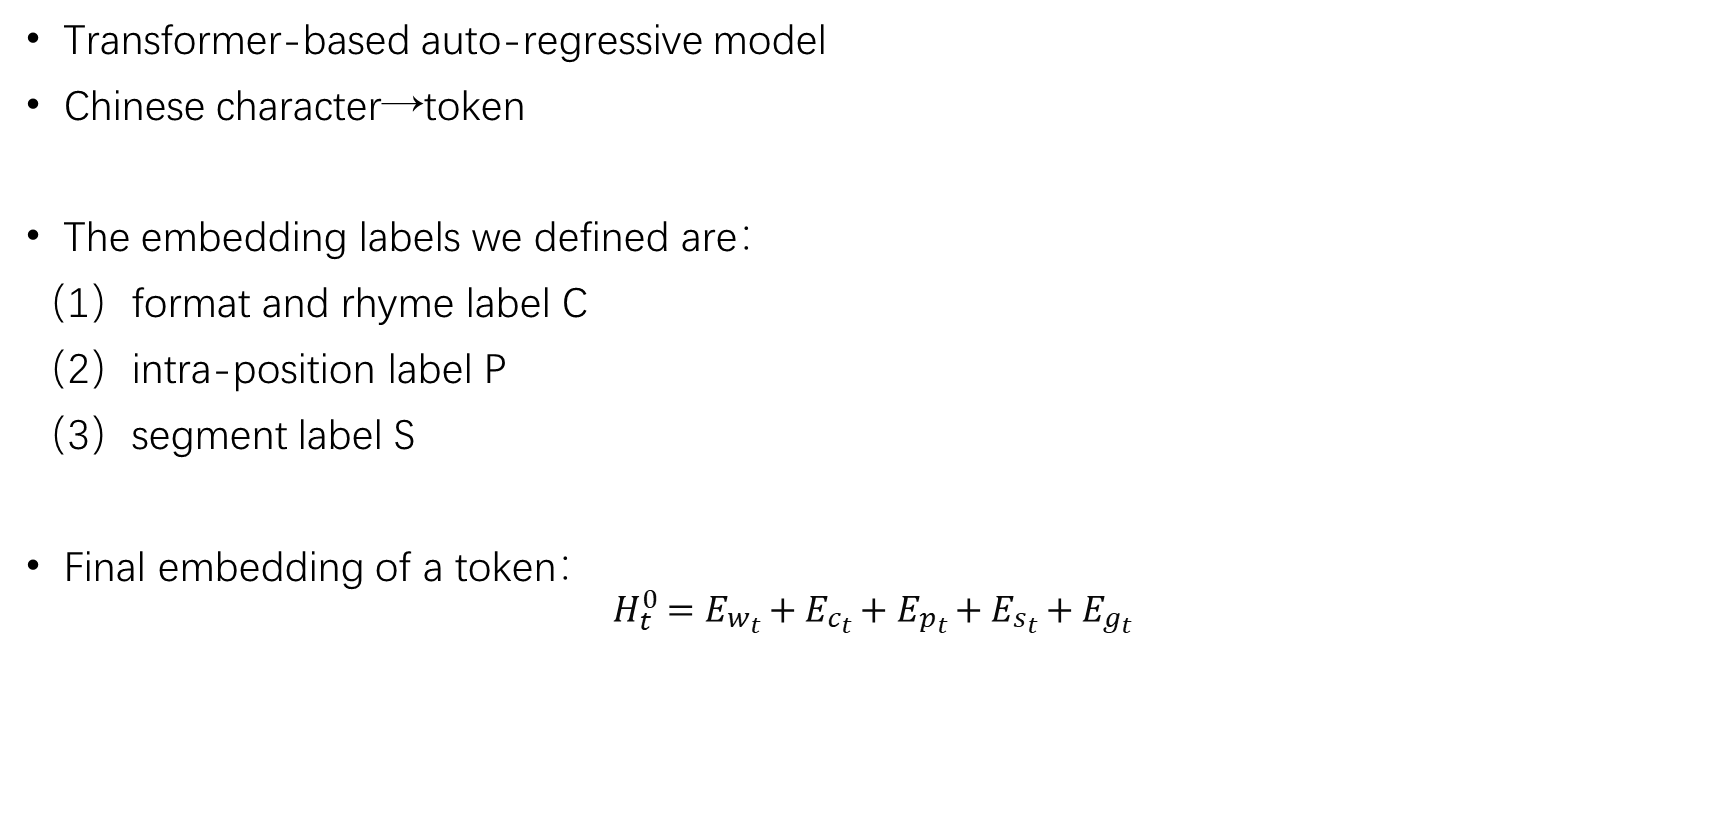 • Transformer-based auto-regressive model
• Chinese character→token
• The embedding labels we defined are：
（1） format and rhyme label C
（2） intra-position label P
（3） segment label S
• Final embedding of a token：
$H_t^0 = E_{w_t} + E_{c_t} + E_{p_t} + E_{s_t} + E_{g_t}$